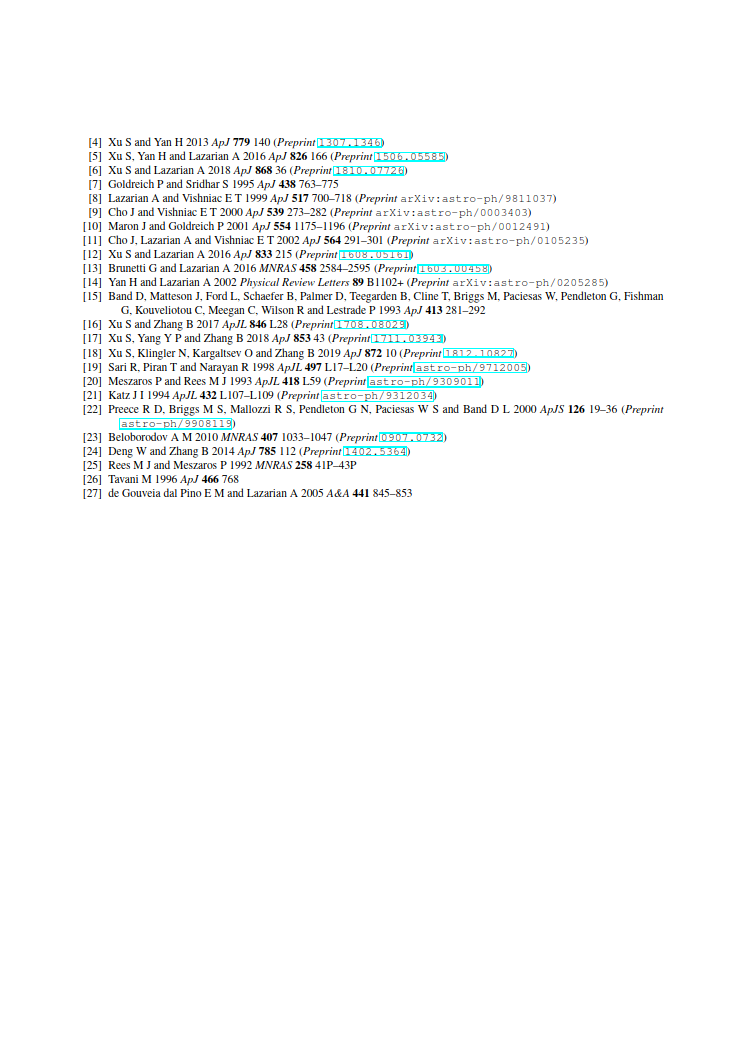 [4] Xu S and Yan H 2013 ApJ 779 140 (Preprint 1307.1346)
[5] Xu S, Yan H and Lazarian A 2016 ApJ 826 166 (Preprint 1506.05585)
[6] Xu S and Lazarian A 2018 ApJ 868 36 (Preprint 1810.07726)
[7] Goldreich P and Sridhar S 1995 ApJ 438 763–775
[8] Lazarian A and Vishniac E T 1999 ApJ 517 700–718 (Preprint arXiv:astro-ph/9811037)
[9] Cho J and Vishniac E T 2000 ApJ 539 273–282 (Preprint arXiv:astro-ph/0003403)
[10] Maron J and Goldreich P 2001 ApJ 554 1175–1196 (Preprint arXiv:astro-ph/0012491)
[11] Cho J, Lazarian A and Vishniac E T 2002 ApJ 564 291–301 (Preprint arXiv:astro-ph/0105235)
[12] Xu S and Lazarian A 2016 ApJ 833 215 (Preprint 1608.05161)
[13] Brunetti G and Lazarian A 2016 MNRAS 458 2584–2595 (Preprint 1603.00458)
[14] Yan H and Lazarian A 2002 Physical Review Letters 89 B1102+ (Preprint arXiv:astro-ph/0205285)
[15] Band D, Matteson J, Ford L, Schaefer B, Palmer D, Teegarden B, Cline T, Briggs M, Paciesas W, Pendleton G, Fishman
G, Kouveliotou C, Meegan C, Wilson R and Lestrade P 1993 ApJ 413 281–292
[16] Xu S and Zhang B 2017 ApJL 846 L28 (Preprint 1708.08029)
[17] Xu S, Yang Y P and Zhang B 2018 ApJ 853 43 (Preprint 1711.03943)
[18] Xu S, Klingler N, Kargaltsev O and Zhang B 2019 ApJ 872 10 (Preprint 1812.10827)
[19] Sari R, Piran T and Narayan R 1998 ApJL 497 L17–L20 (Preprint astro-ph/9712005)
[20] Meszaros P and Rees M J 1993 ApJL 418 L59 (Preprint astro-ph/9309011)
[21] Katz J I 1994 ApJL 432 L107–L109 (Preprint astro-ph/9312034)
[22] Preece R D, Briggs M S, Mallozzi R S, Pendleton G N, Paciesas W S and Band D L 2000 ApJS 126 19–36 (Preprint
astro-ph/9908119)
[23] Beloborodov A M 2010 MNRAS 407 1033–1047 (Preprint 0907.0732)
[24] Deng W and Zhang B 2014 ApJ 785 112 (Preprint 1402.5364)
[25] Rees M J and Meszaros P 1992 MNRAS 258 41P–43P
[26] Tavani M 1996 ApJ 466 768
[27] de Gouveia dal Pino E M and Lazarian A 2005 A&A 441 845–853